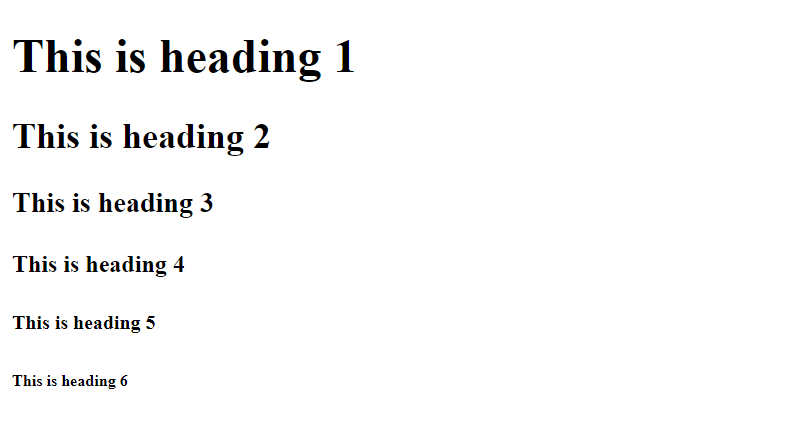 This is heading 1
This is heading 2
This is heading 3
This is heading 4
This is heading 5
This is heading 6